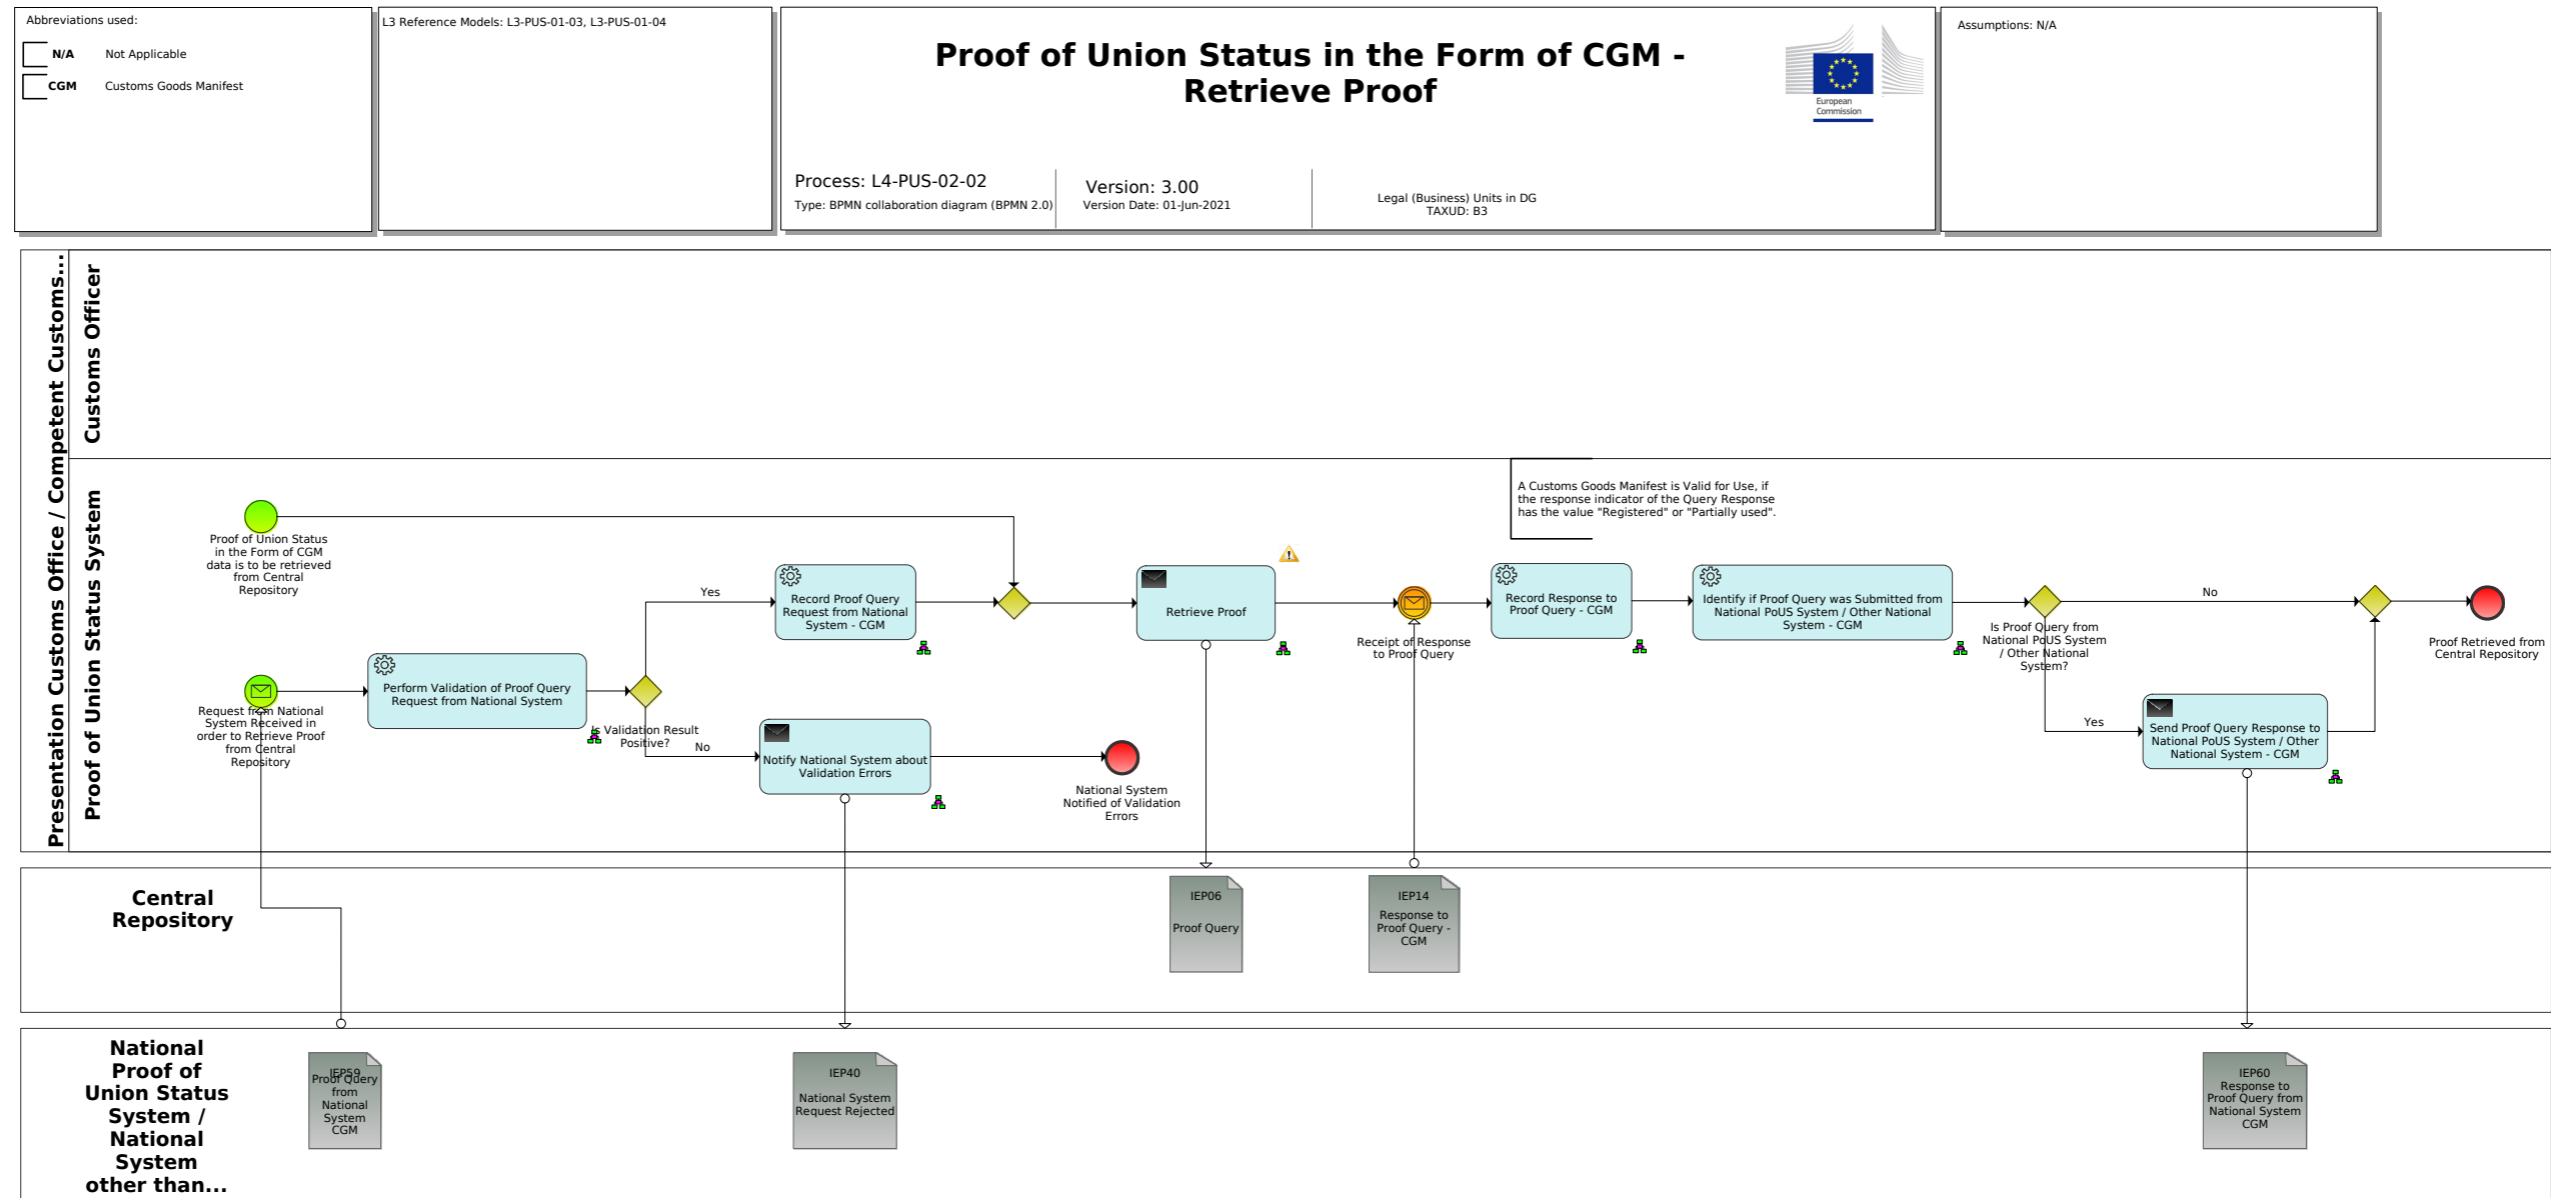 Abbreviations used:
N/A Not Applicable
CGM Customs Goods Manifest
L3 Reference Models: L3-PUS-01-03, L3-PUS-01-04
Proof of Union Status in the Form of CGM -
Retrieve Proof
European
Commission
Process: L4-PUS-02-02
Type: BPMN collaboration diagram (BPMN 2.0)
Version: 3.00
Version Date: 01-Jun-2021
Legal (Business) Units in DG
TAXUD: B3
Assumptions: N/A
Presentation Customs Office / Competent Customs...
Customs Officer
Proof of Union Status System
Proof of Union Status
in the Form of CGM
data is to be retrieved
from Central
Repository
Request from National
System Received in
order to Retrieve Proof
from Central
Repository
Perform Validation of Proof Query
Request from National System
Is Validation Result
Positive?
Yes
No
Record Proof Query
Request from National
System - CGM
Notify National System about
Validation Errors
National System
Notified of Validation
Errors
Retrieve Proof
Receipt of Response
to Proof Query
A Customs Goods Manifest is Valid for Use, if
the response indicator of the Query Response
has the value "Registered" or "Partially used".
Record Response to
Proof Query - CGM
Identify if Proof Query was Submitted from
National PoUS System / Other National
System - CGM
Is Proof Query from
National PoUS System
/ Other National
System?
No
Yes
Send Proof Query Response to
National PoUS System / Other
National System - CGM
Proof Retrieved from
Central Repository
Central
Repository
IEP06
Proof Query
IEP14
Response to
Proof Query -
CGM
National
Proof of
Union Status
System /
National
System
other than...
IEP59
Proof Query
from
National
System
CGM
IEP40
National System
Request Rejected
IEP60
Response to
Proof Query from
National System
CGM